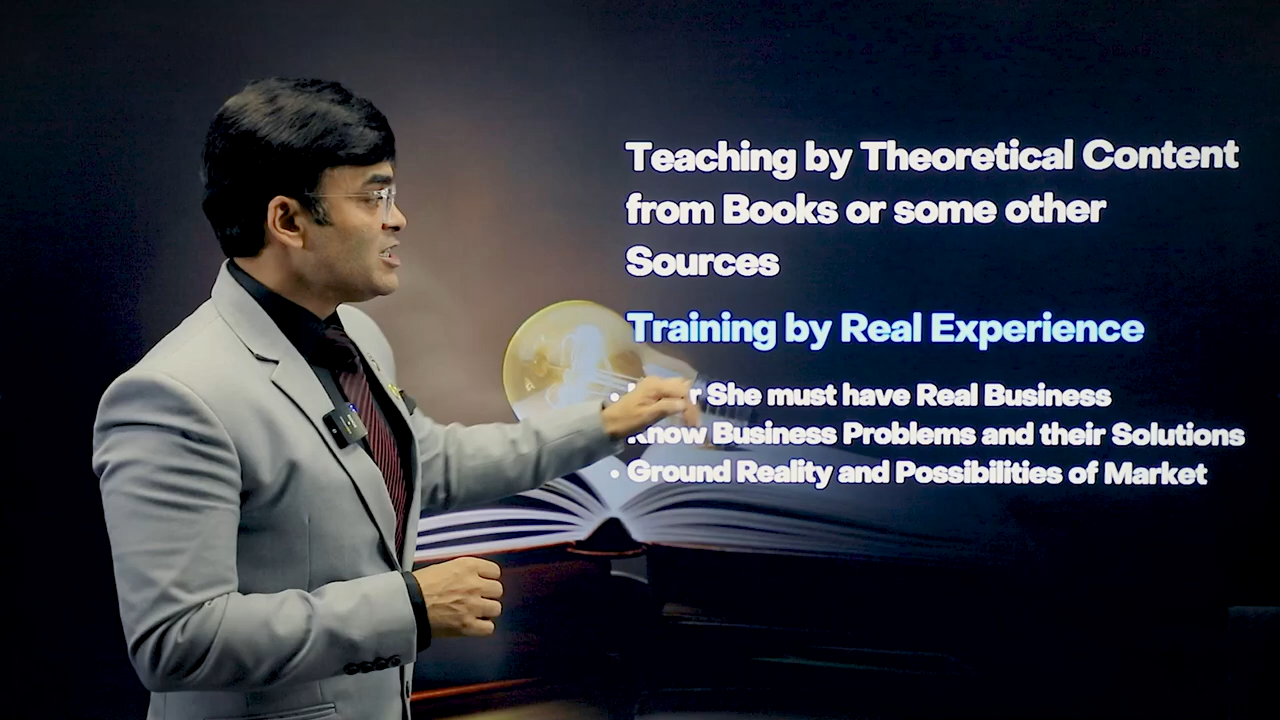 Teaching by Theoretical Content
from Books or some other
Sources
Training by Real Experience
• She must have Real Business
Know Business Problems and their Solutions
• Ground Reality and Possibilities of Market